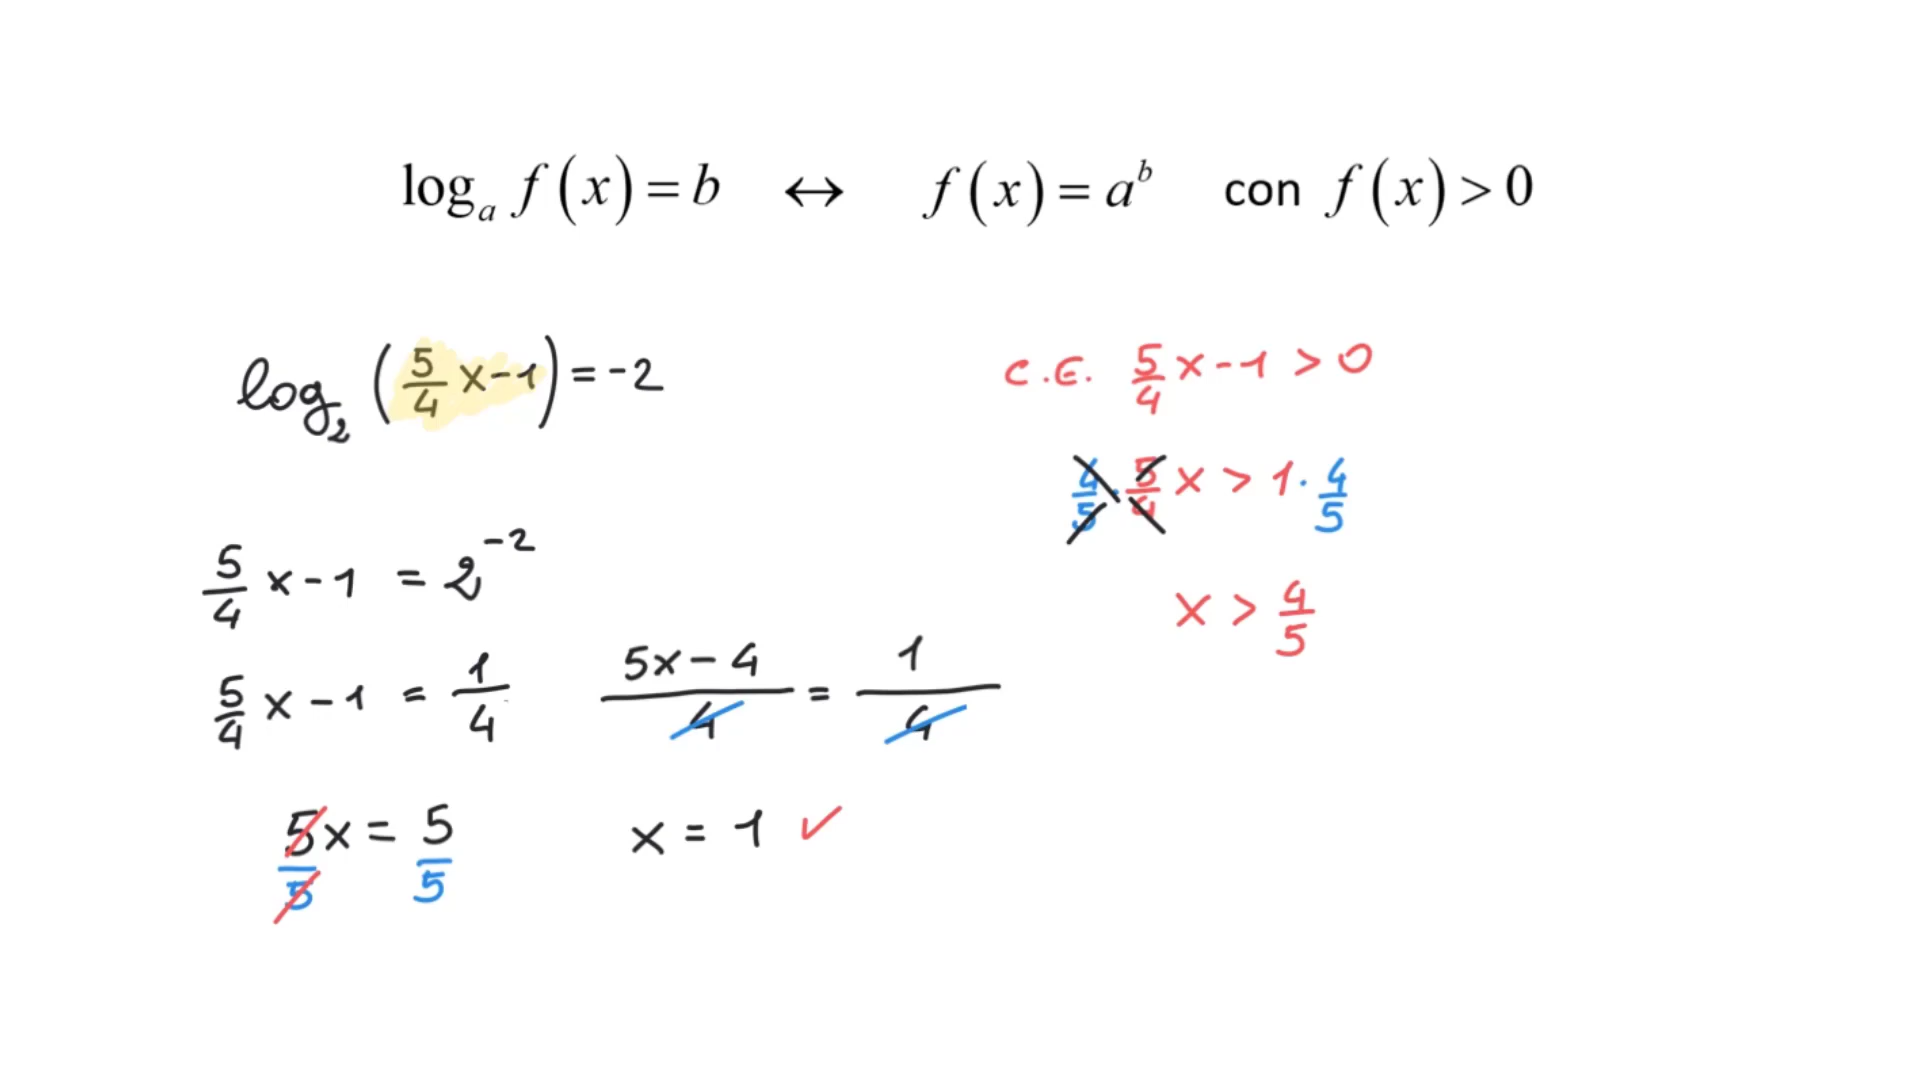 logₐ f(x) = b ↔ f(x) = aᵇ con f(x) > 0
log₂ (5/4 x - 1) = -2
C.E. 5/4 x - 1 > 0
4/5 · 5/4 x > 1 · 4/5
x > 4/5
5/4 x - 1 = 2⁻²
5/4 x - 1 = 1/4
(5x - 4)/4 = 1/4
5x/5 = 5/5
x = 1 ✓